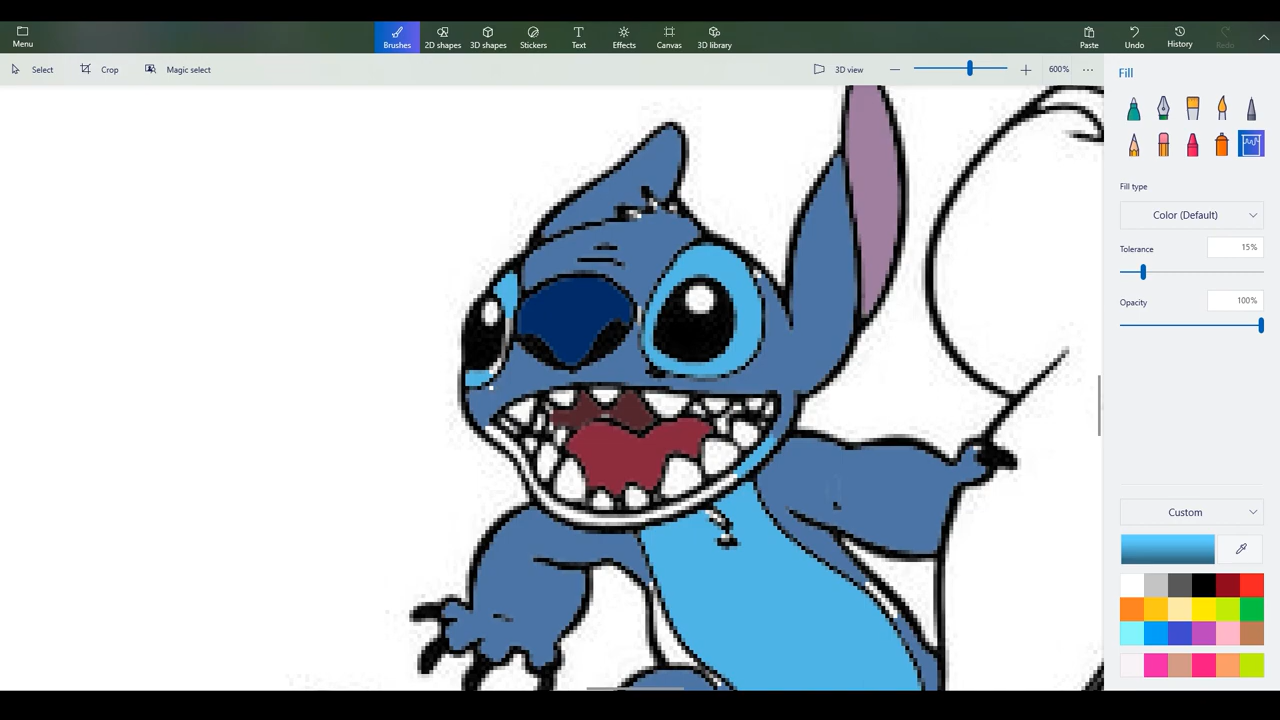 Menu
Brushes 2D shapes 3D shapes Stickers Text Effects Canvas 3D library Paste Undo History Redo
Select Crop Magic select 3D view 600%
Fill
Fill type
Color (Default)
Tolerance 15%
Opacity 100%
Custom